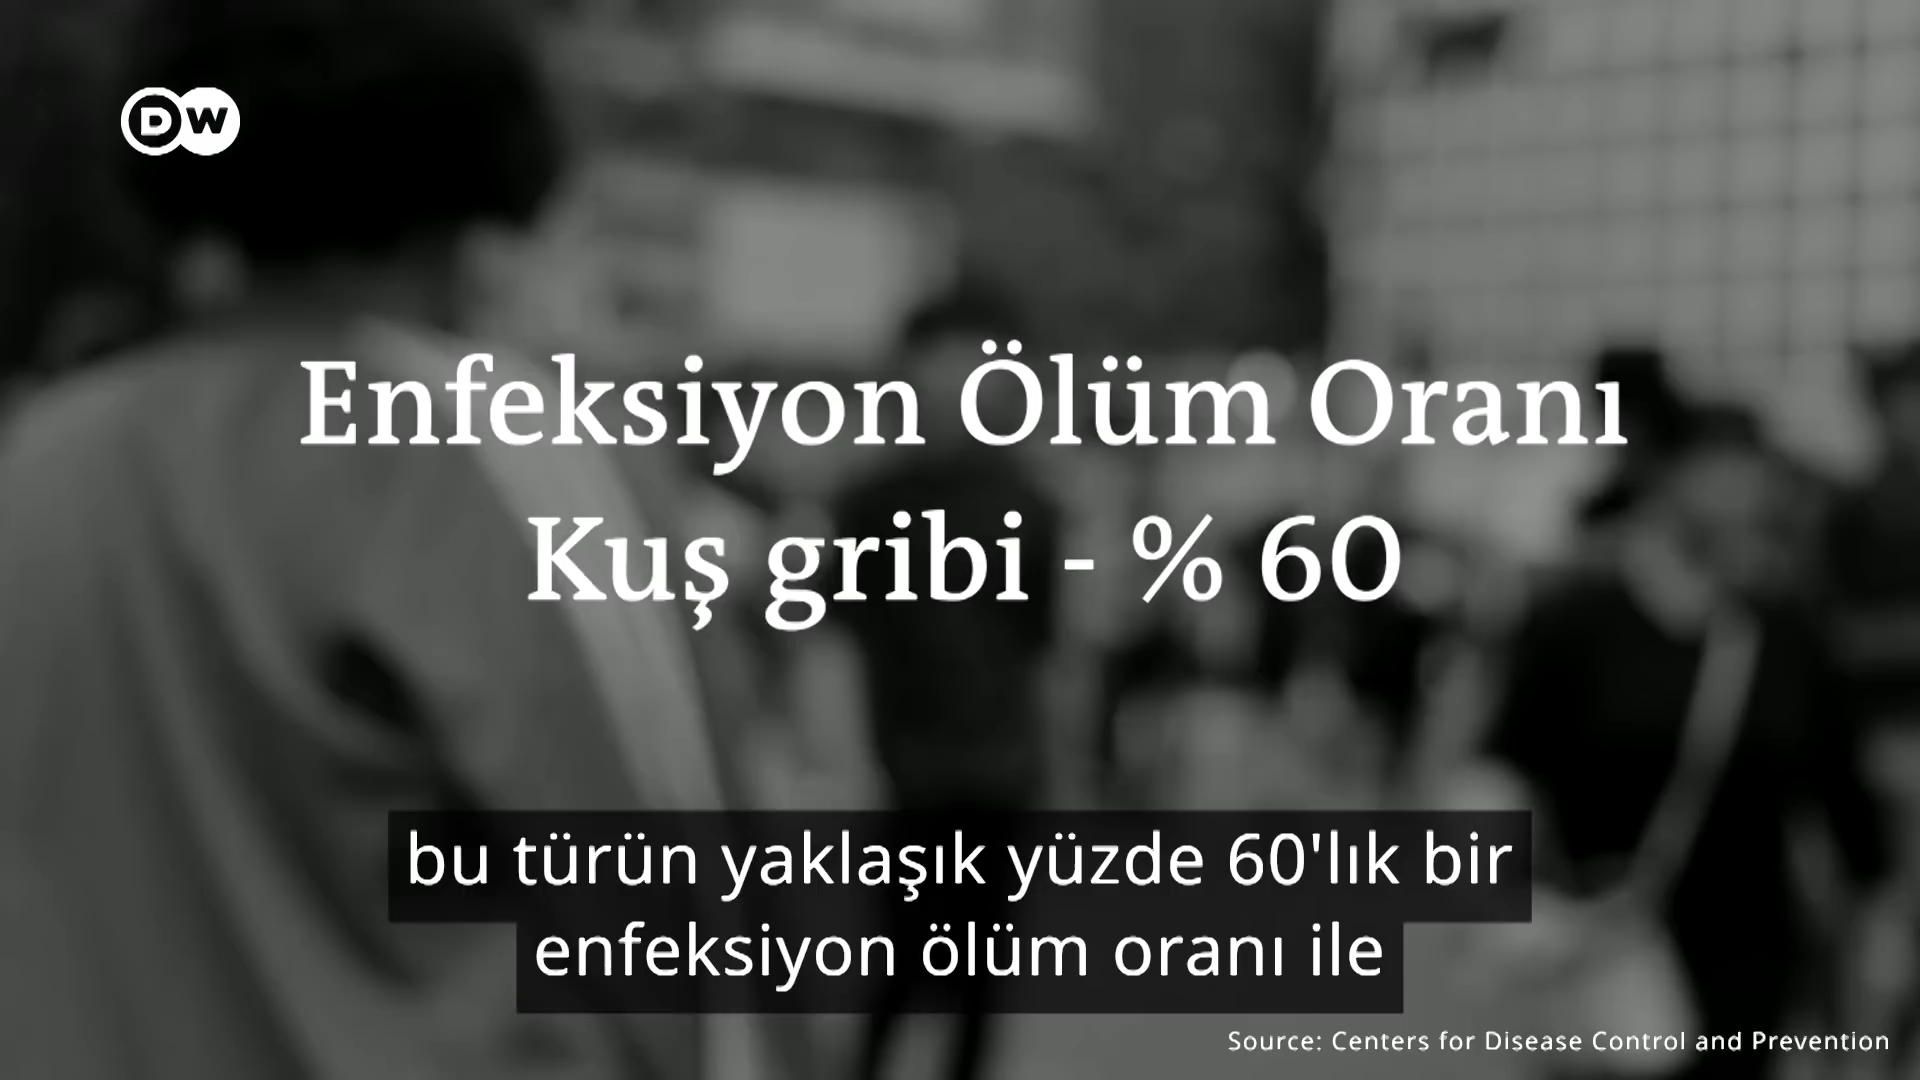 DW
Enfeksiyon Ölüm Oranı
Kuş gribi - % 60
bu türün yaklaşık yüzde 60'lık bir
enfeksiyon ölüm oranı ile
Source: Centers for Disease Control and Prevention